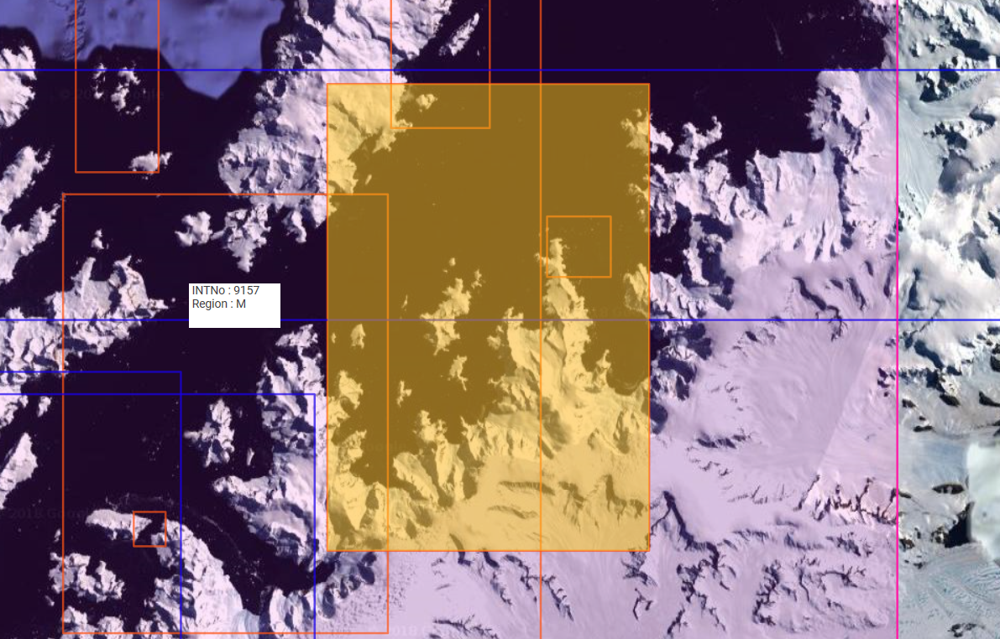 INTNo : 9157
Region : M